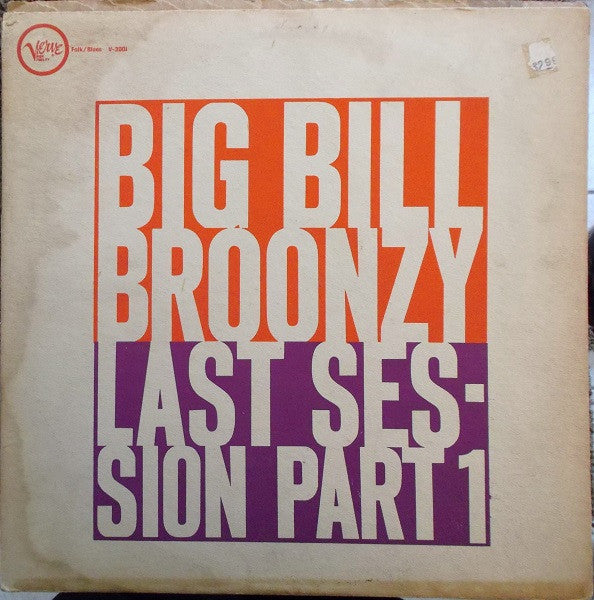 Verve
Folk/Blues V-3001
BIG BILL
BROONZY
LAST SES-
SION PART 1